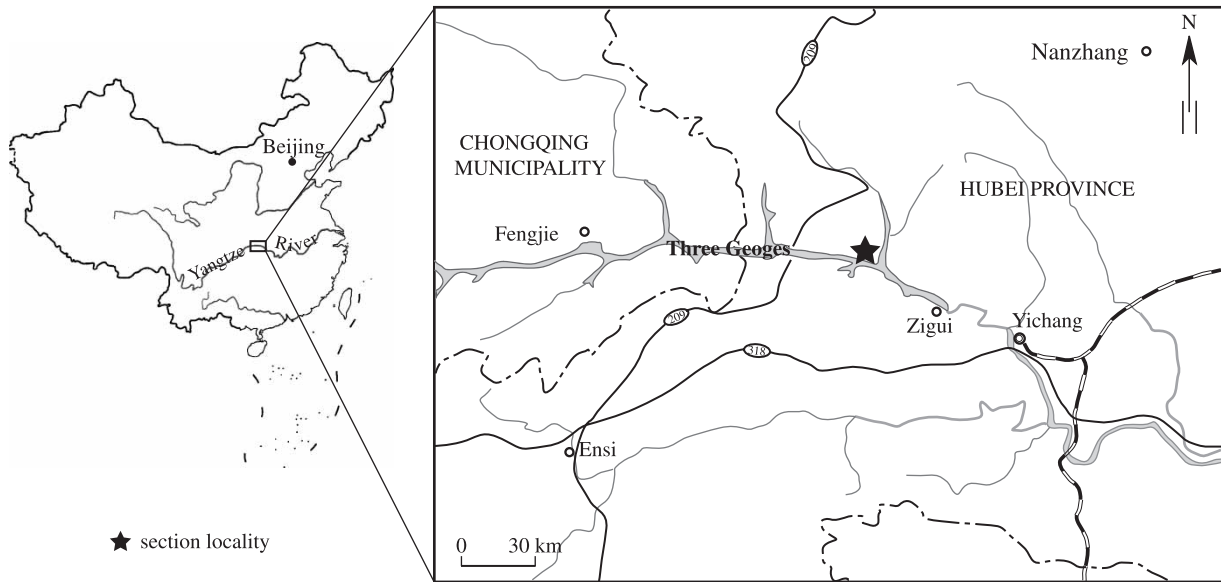 Beijing
Yangtze River
section locality
N
Nanzhang
209
CHONGQING
MUNICIPALITY
HUBEI PROVINCE
Fengjie
Three Geoges
Zigui
Yichang
209
318
Ensi
0 30 km